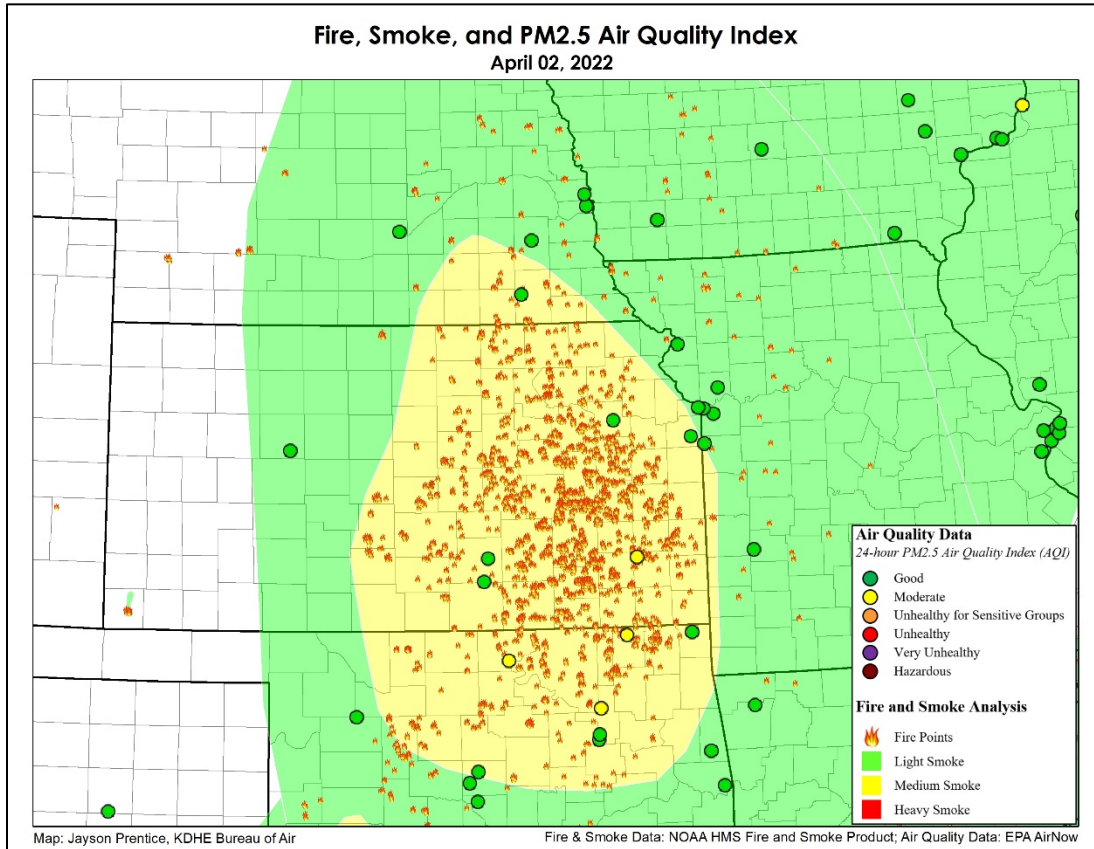 Fire, Smoke, and PM2.5 Air Quality Index
April 02, 2022
Air Quality Data
24-hour PM2.5 Air Quality Index (AQI)
Good
Moderate
Unhealthy for Sensitive Groups
Unhealthy
Very Unhealthy
Hazardous
Fire and Smoke Analysis
Fire Points
Light Smoke
Medium Smoke
Heavy Smoke
Map: Jayson Prentice, KDHE Bureau of Air
Fire & Smoke Data: NOAA HMS Fire and Smoke Product; Air Quality Data: EPA AirNow